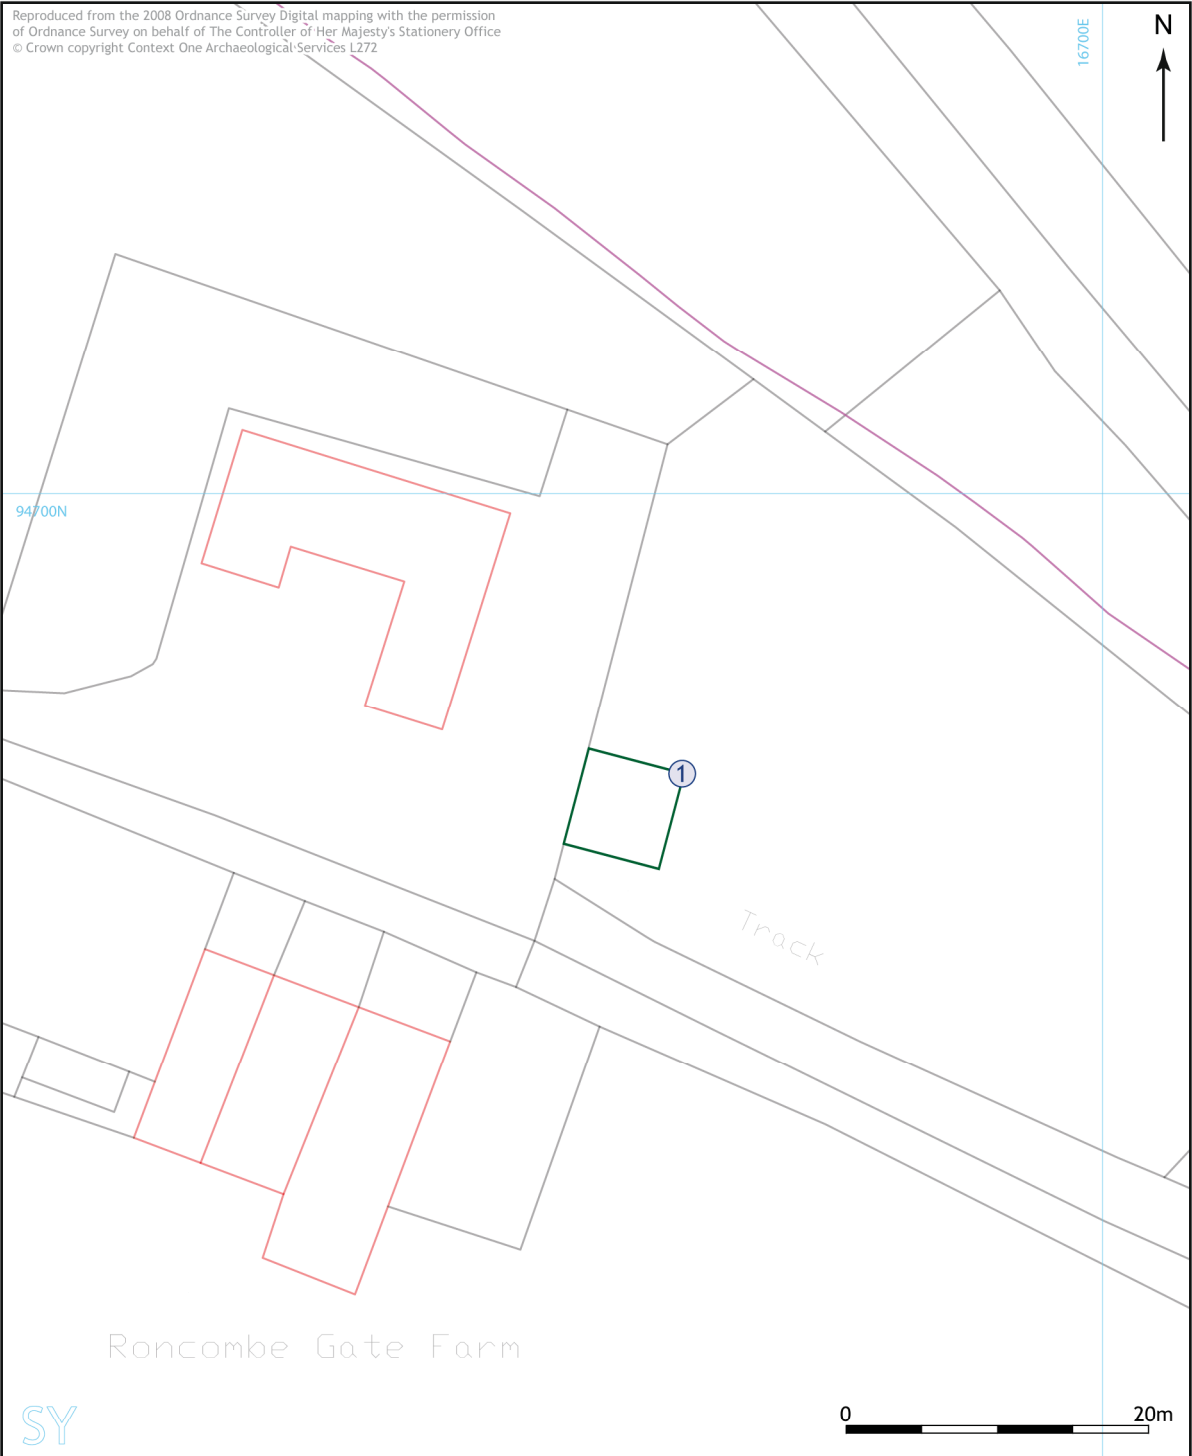 Reproduced from the 2008 Ordnance Survey Digital mapping with the permission
of Ordnance Survey on behalf of The Controller of Her Majesty's Stationery Office
© Crown copyright Context One Archaeological Services L272
16700E
N
94700N
1
Track
Roncombe Gate Farm
SY
0 20m